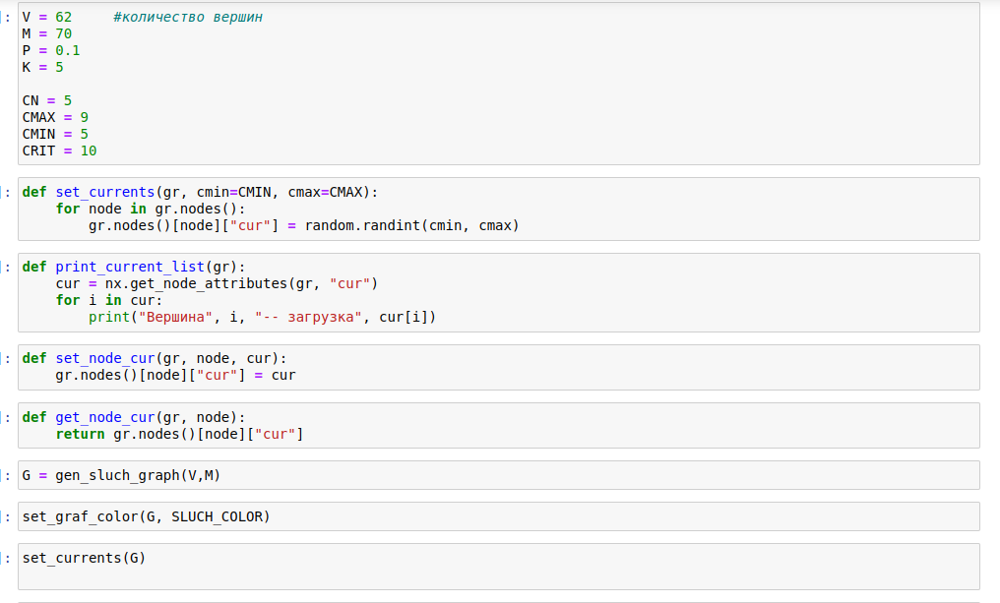 ]: V = 62     #количество вершин
M = 70
P = 0.1
K = 5
CN = 5
CMAX = 9
CMIN = 5
CRIT = 10
]: def set_currents(gr, cmin=CMIN, cmax=CMAX):
    for node in gr.nodes():
        gr.nodes()[node]["cur"] = random.randint(cmin, cmax)
]: def print_current_list(gr):
    cur = nx.get_node_attributes(gr, "cur")
    for i in cur:
        print("Вершина", i, "-- загрузка", cur[i])
]: def set_node_cur(gr, node, cur):
    gr.nodes()[node]["cur"] = cur
]: def get_node_cur(gr, node):
    return gr.nodes()[node]["cur"]
]: G = gen_sluch_graph(V,M)
]: set_graf_color(G, SLUCH_COLOR)
]: set_currents(G)